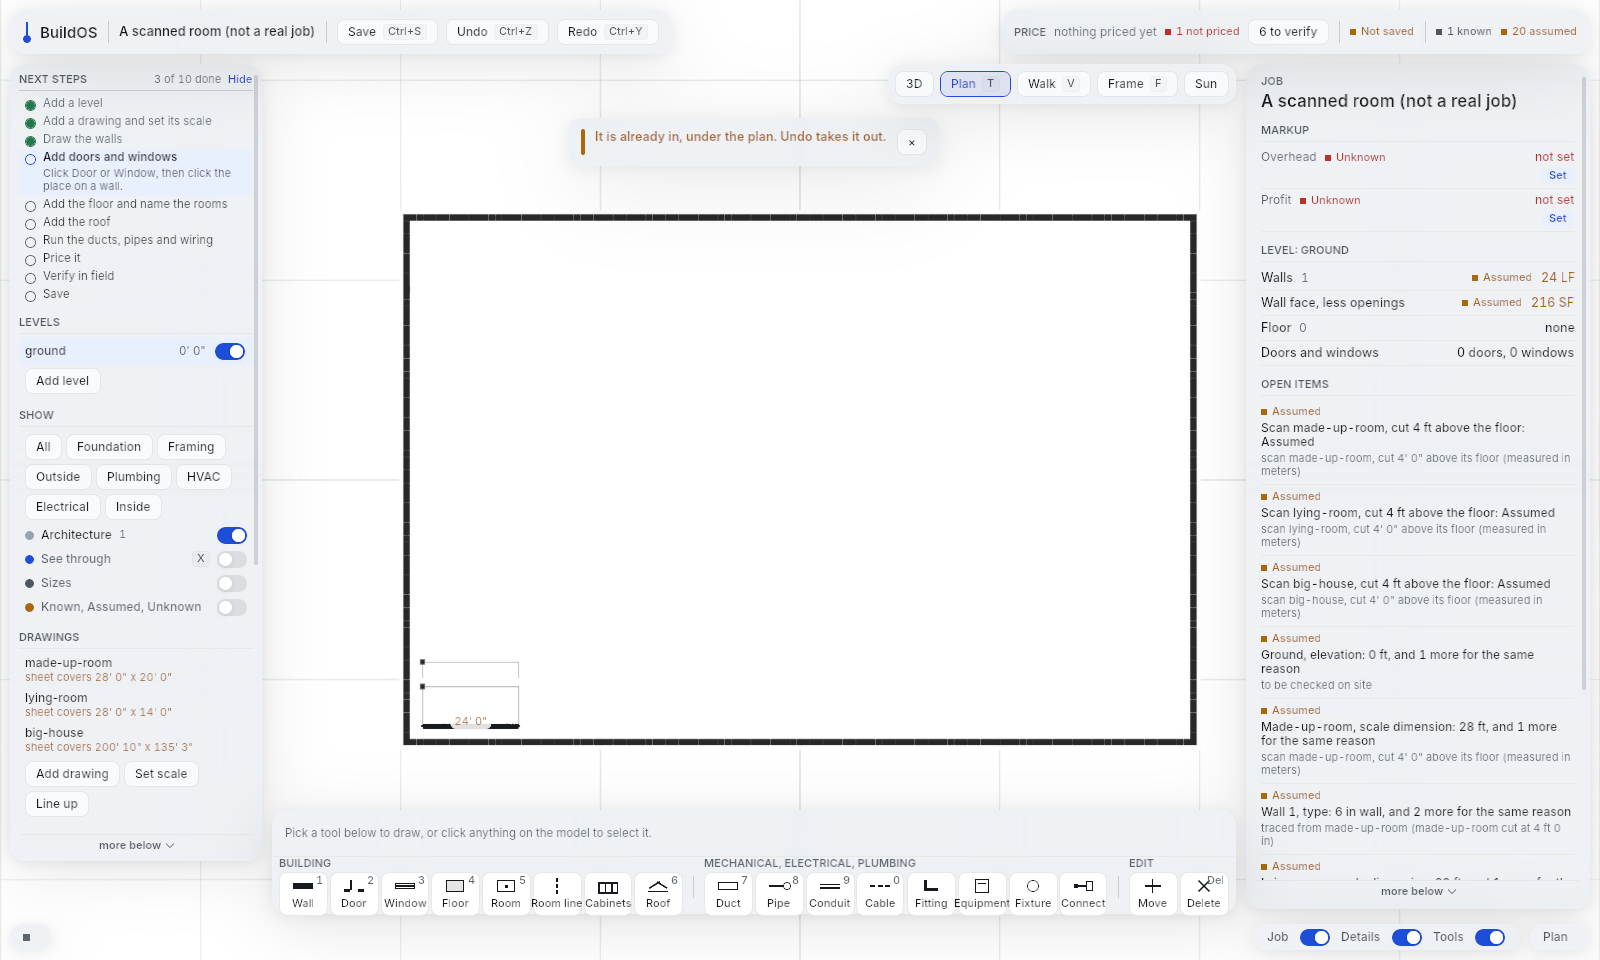 BuildOS
A scanned room (not a real job)
Save Ctrl+S
Undo Ctrl+Z
Redo Ctrl+Y
PRICE nothing priced yet 1 not priced 6 to verify Not saved 1 known 20 assumed
3D
Plan T
Walk V
Frame F
Sun
It is already in, under the plan. Undo takes it out. ×
NEXT STEPS 3 of 10 done Hide
Add a level
Add a drawing and set its scale
Draw the walls
Add doors and windows
Click Door or Window, then click the
place on a wall.
Add the floor and name the rooms
Add the roof
Run the ducts, pipes and wiring
Price it
Verify in field
Save
LEVELS
ground 0' 0"
Add level
SHOW
All Foundation Framing
Outside Plumbing HVAC
Electrical Inside
Architecture 1
See through X
Sizes
Known, Assumed, Unknown
DRAWINGS
made-up-room
sheet covers 28' 0" x 20' 0"
lying-room
sheet covers 28' 0" x 14' 0"
big-house
sheet covers 200' 10" x 135' 3"
Add drawing Set scale
Line up
more below
24' 0"
Pick a tool below to draw, or click anything on the model to select it.
BUILDING
Wall 1
Door 2
Window 3
Floor 4
Room 5
Room line
Cabinets
Roof 6
MECHANICAL, ELECTRICAL, PLUMBING
Duct 7
Pipe 8
Conduit 9
Cable 0
Fitting
Equipment
Fixture
Connect
EDIT
Move
Delete Del
JOB
A scanned room (not a real job)
MARKUP
Overhead Unknown not set
Set
Profit Unknown not set
Set
LEVEL: GROUND
Walls 1 Assumed 24 LF
Wall face, less openings Assumed 216 SF
Floor 0 none
Doors and windows 0 doors, 0 windows
OPEN ITEMS
Assumed
Scan made-up-room, cut 4 ft above the floor:
Assumed
scan made-up-room, cut 4' 0" above its floor (measured in
meters)
Assumed
Scan lying-room, cut 4 ft above the floor: Assumed
scan lying-room, cut 4' 0" above its floor (measured in
meters)
Assumed
Scan big-house, cut 4 ft above the floor: Assumed
scan big-house, cut 4' 0" above its floor (measured in
meters)
Assumed
Ground, elevation: 0 ft, and 1 more for the same
reason
to be checked on site
Assumed
Made-up-room, scale dimension: 28 ft, and 1 more
for the same reason
scan made-up-room, cut 4' 0" above its floor (measured in
meters)
Assumed
Wall 1, type: 6 in wall, and 2 more for the same reason
traced from made-up-room (made-up-room cut at 4 ft 0
in)
Assumed
more below
Job Details Tools Plan